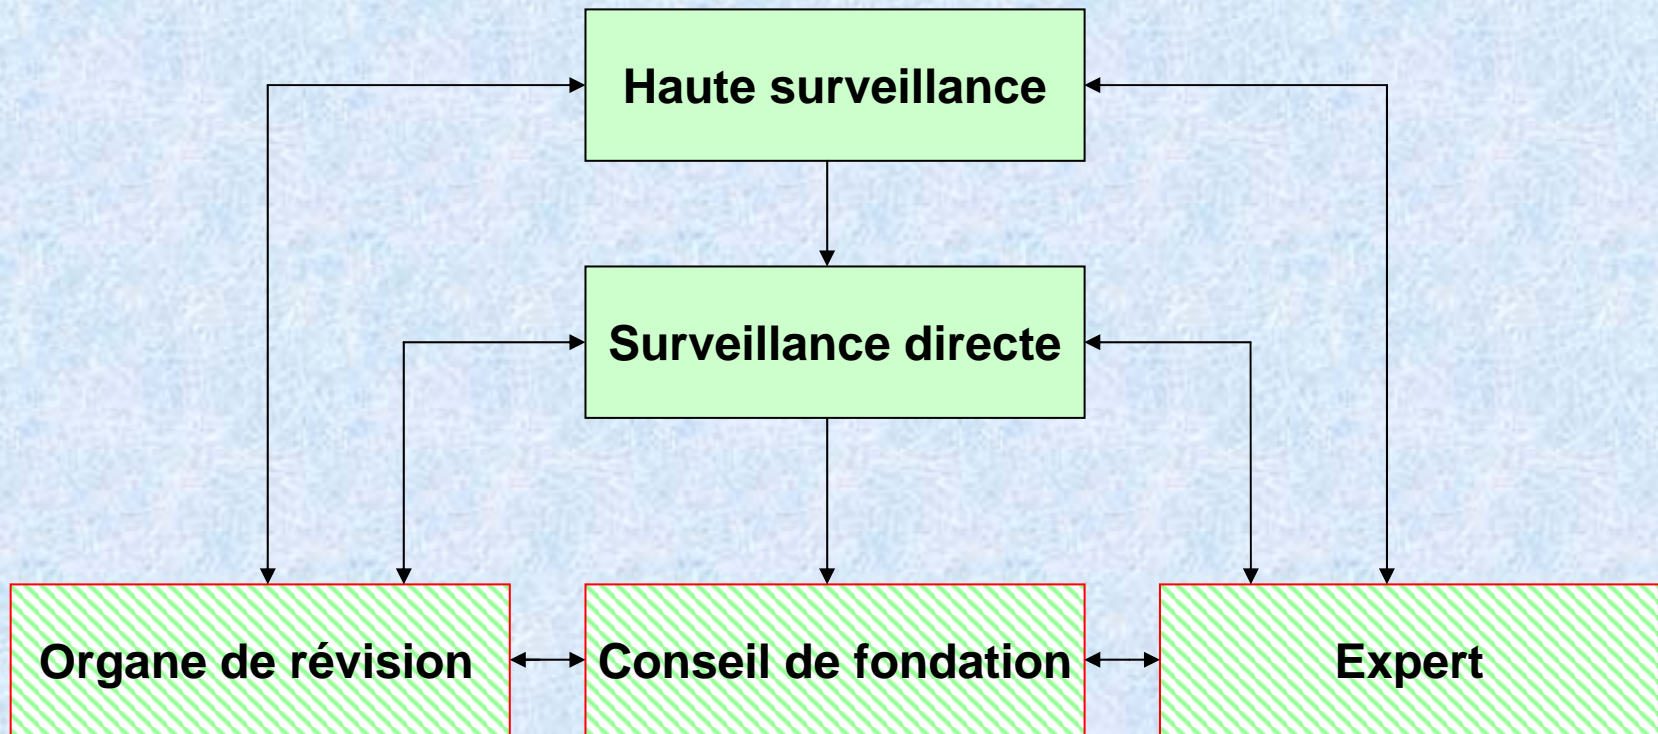 Haute surveillance
Surveillance directe
Organe de révision
Conseil de fondation
Expert